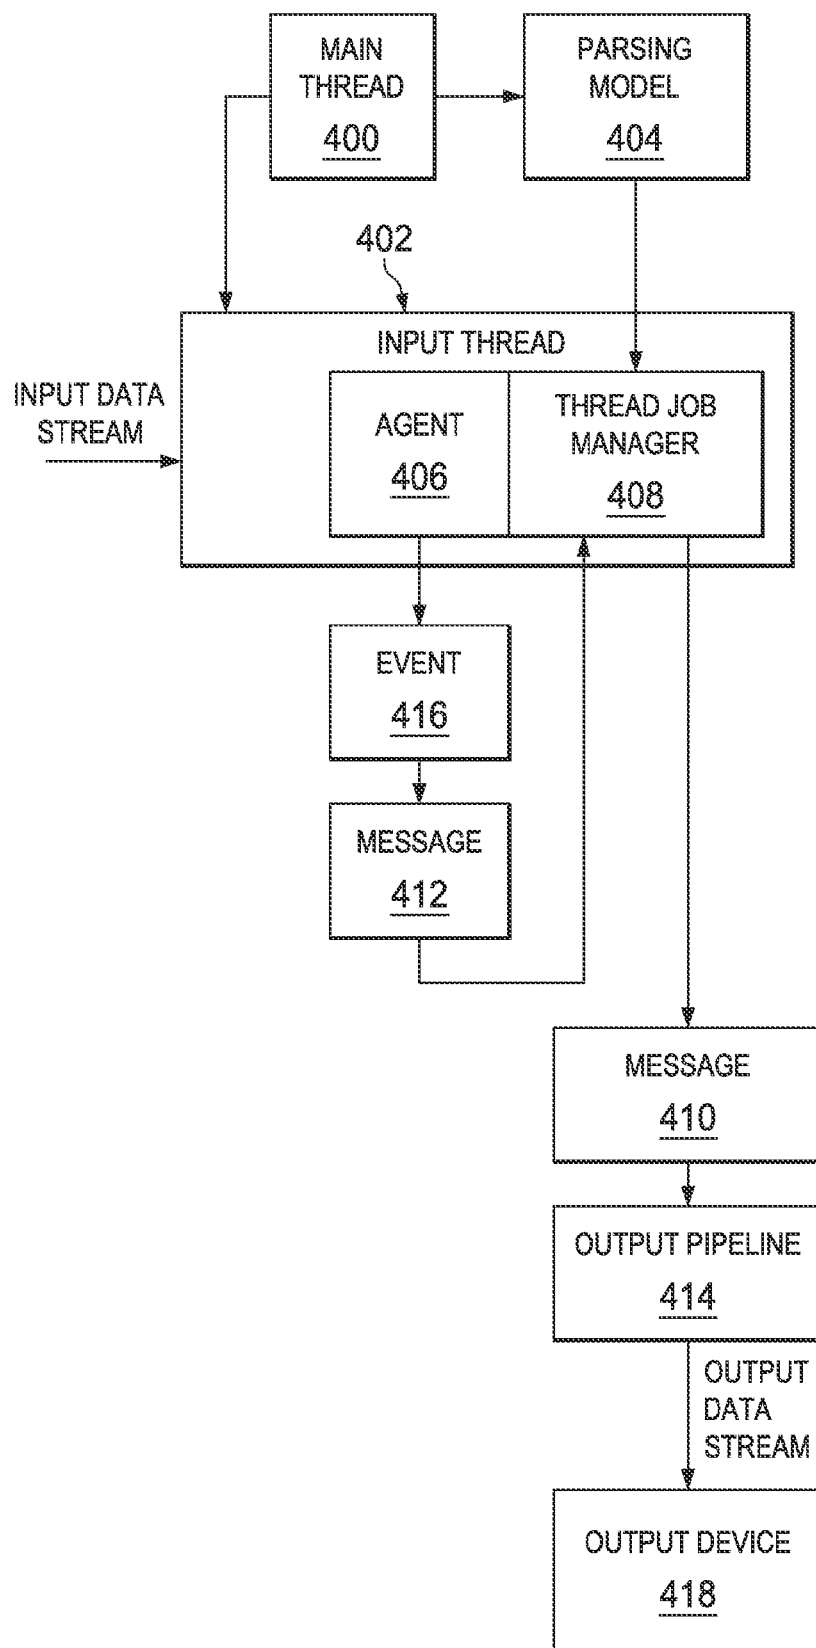 MAIN
THREAD
400
PARSING
MODEL
404
402
INPUT THREAD
INPUT DATA
STREAM
AGENT
406
THREAD JOB
MANAGER
408
EVENT
416
MESSAGE
412
MESSAGE
410
OUTPUT PIPELINE
414
OUTPUT
DATA
STREAM
OUTPUT DEVICE
418